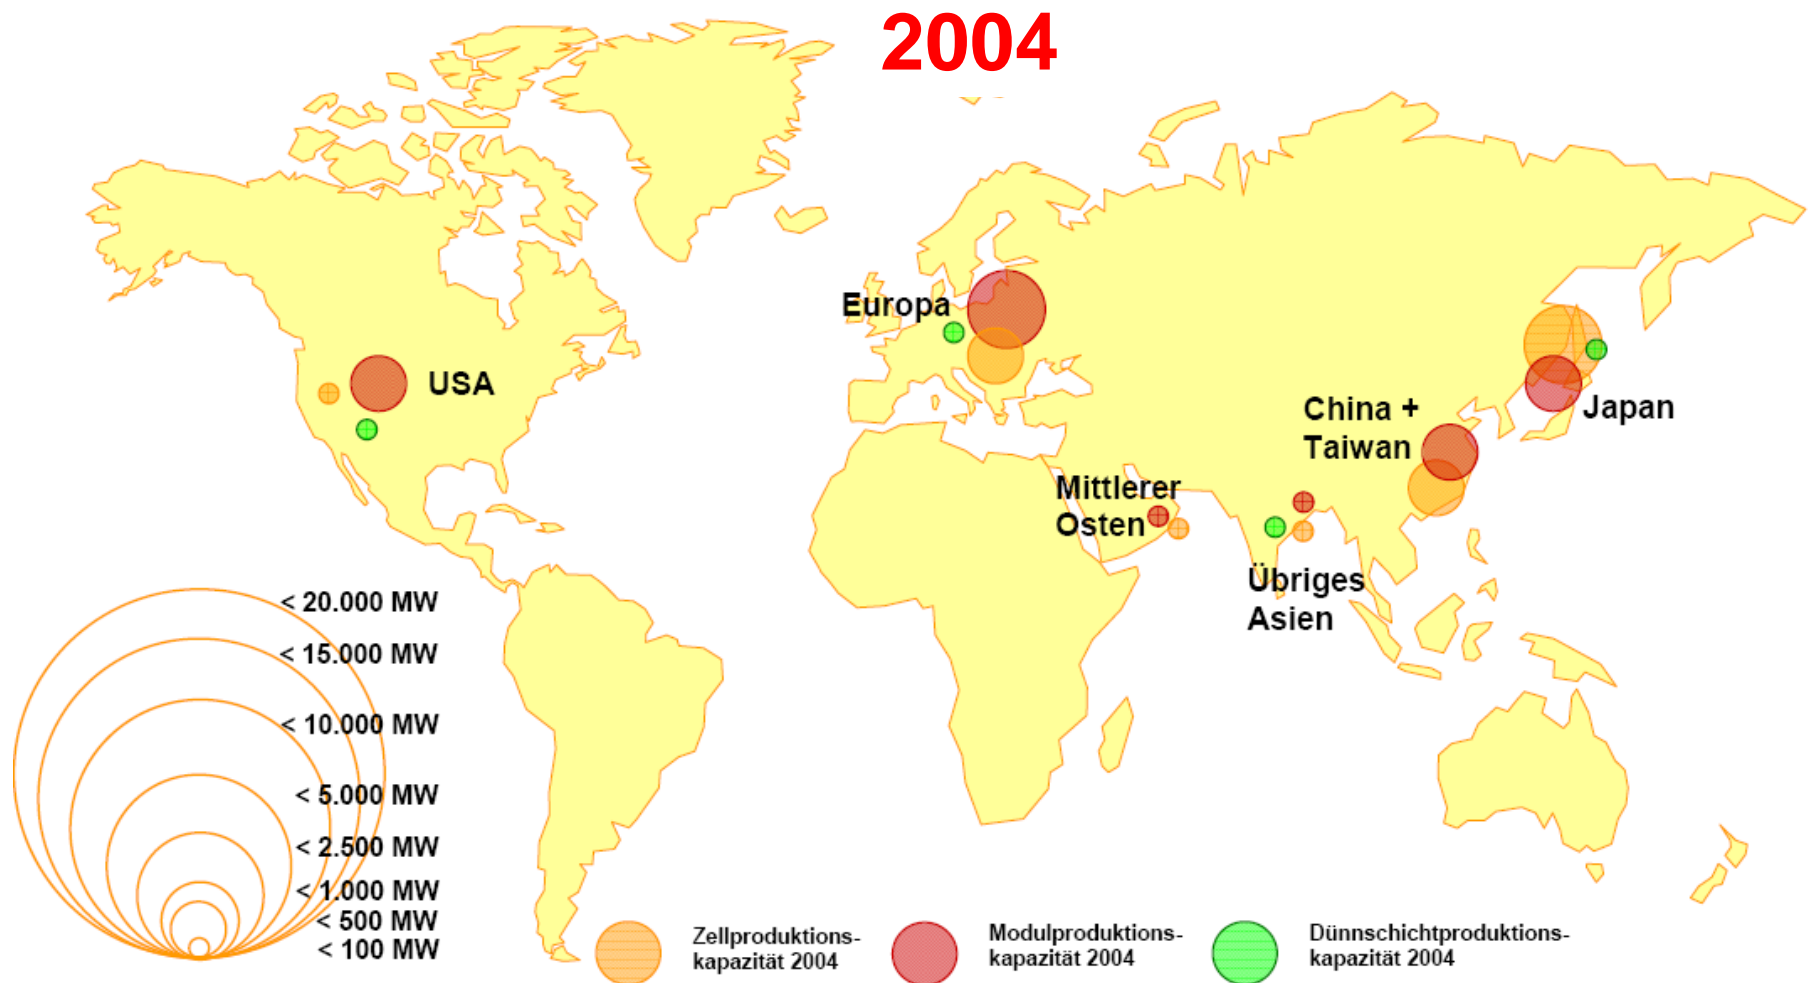 2004
Europa
USA
China +
Taiwan
Japan
Mittlerer
Osten
Übriges
Asien
< 20.000 MW
< 15.000 MW
< 10.000 MW
< 5.000 MW
< 2.500 MW
< 1.000 MW
< 500 MW
< 100 MW
Zellproduktions-
kapazität 2004
Modulproduktions-
kapazität 2004
Dünnschichtproduktions-
kapazität 2004